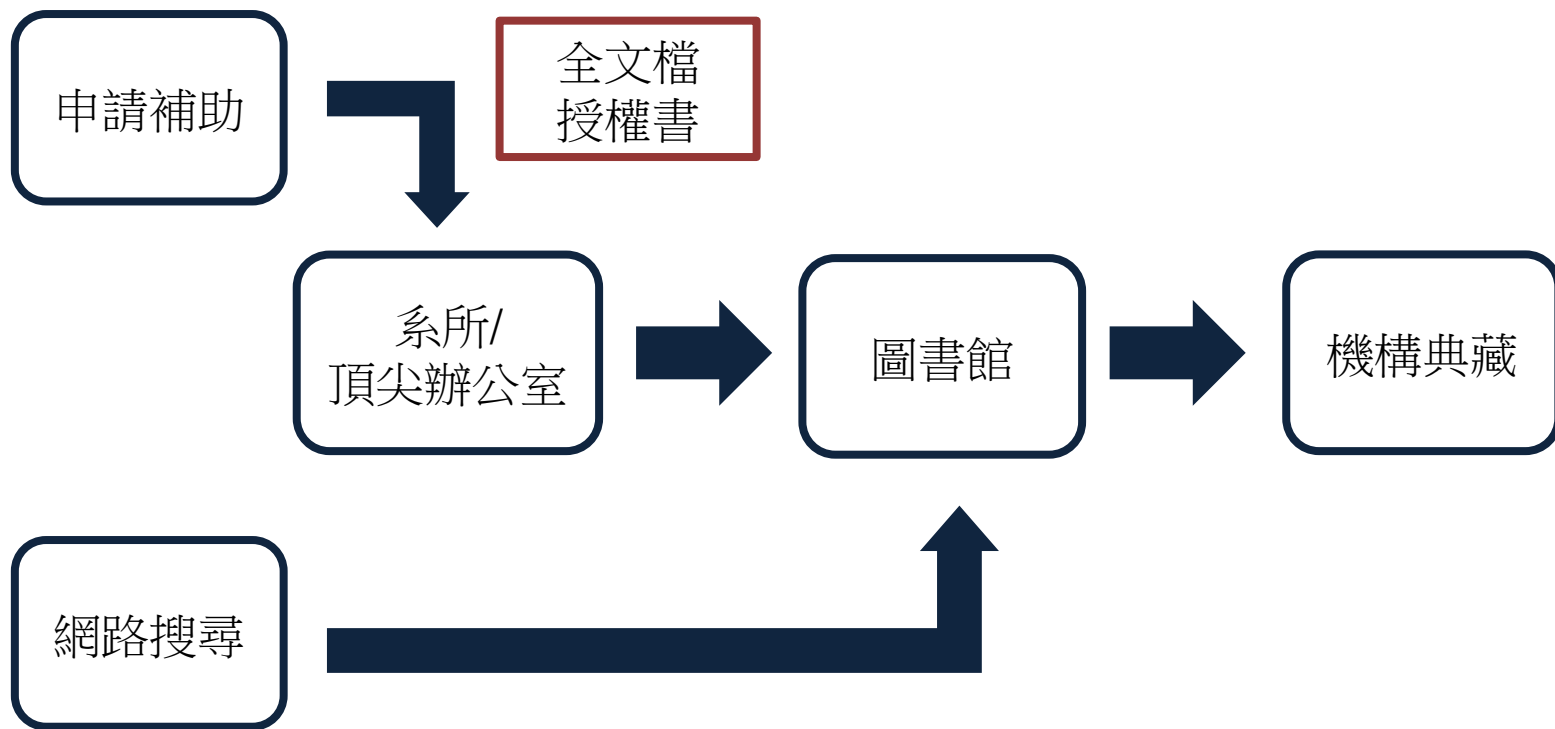 申請補助
全文檔
授權書
系所/
頂尖辦公室
圖書館
機構典藏
網路搜尋